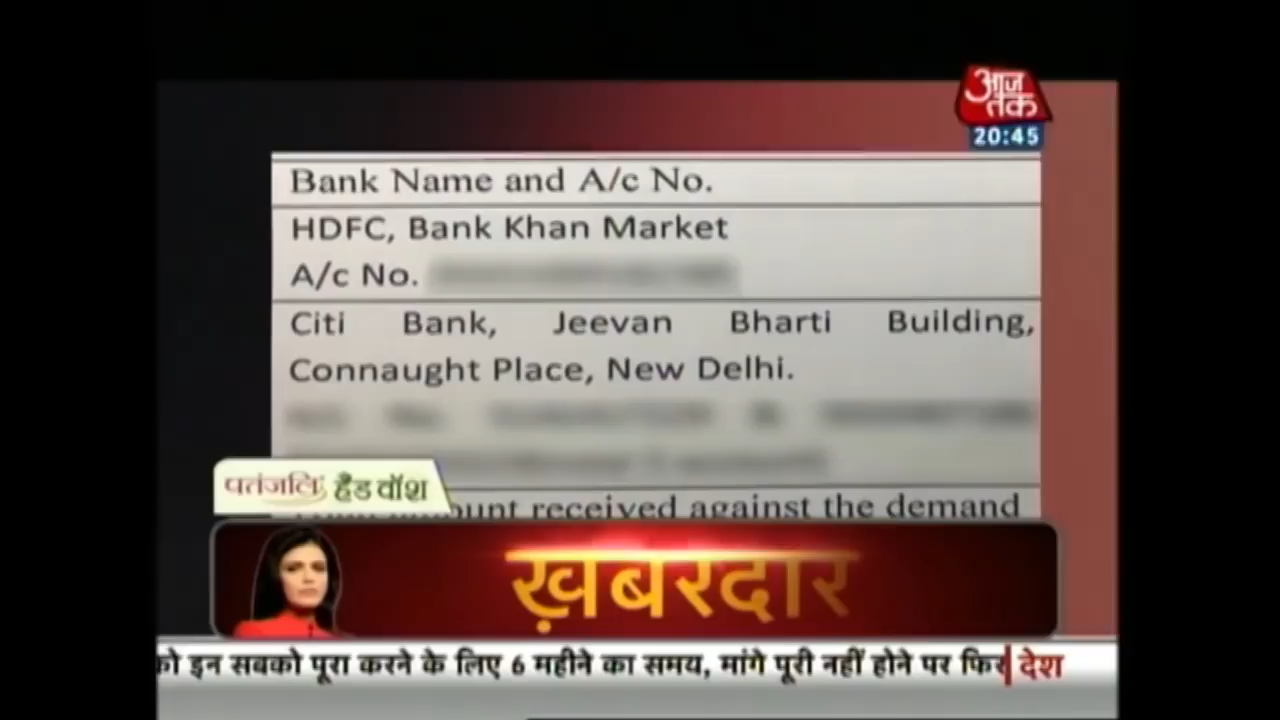 आज
तक
20:45
Bank Name and A/c No.
HDFC, Bank Khan Market
A/c No.
Citi Bank, Jeevan Bharti Building,
Connaught Place, New Delhi.
received against the demand
पतंजलि हैंड वॉश
ख़बरदार
को इन सबको पूरा करने के लिए 6 महीने का समय, मांगे पूरी नहीं होने पर फिर देश